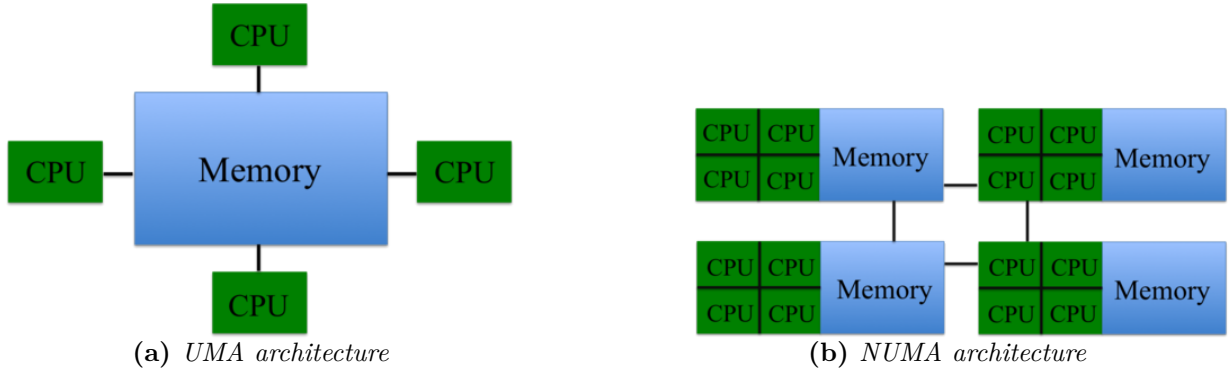 CPU
CPU Memory CPU
CPU
(a) UMA architecture
CPU CPU Memory CPU CPU Memory
CPU CPU CPU CPU
CPU CPU Memory CPU CPU Memory
CPU CPU CPU CPU
(b) NUMA architecture